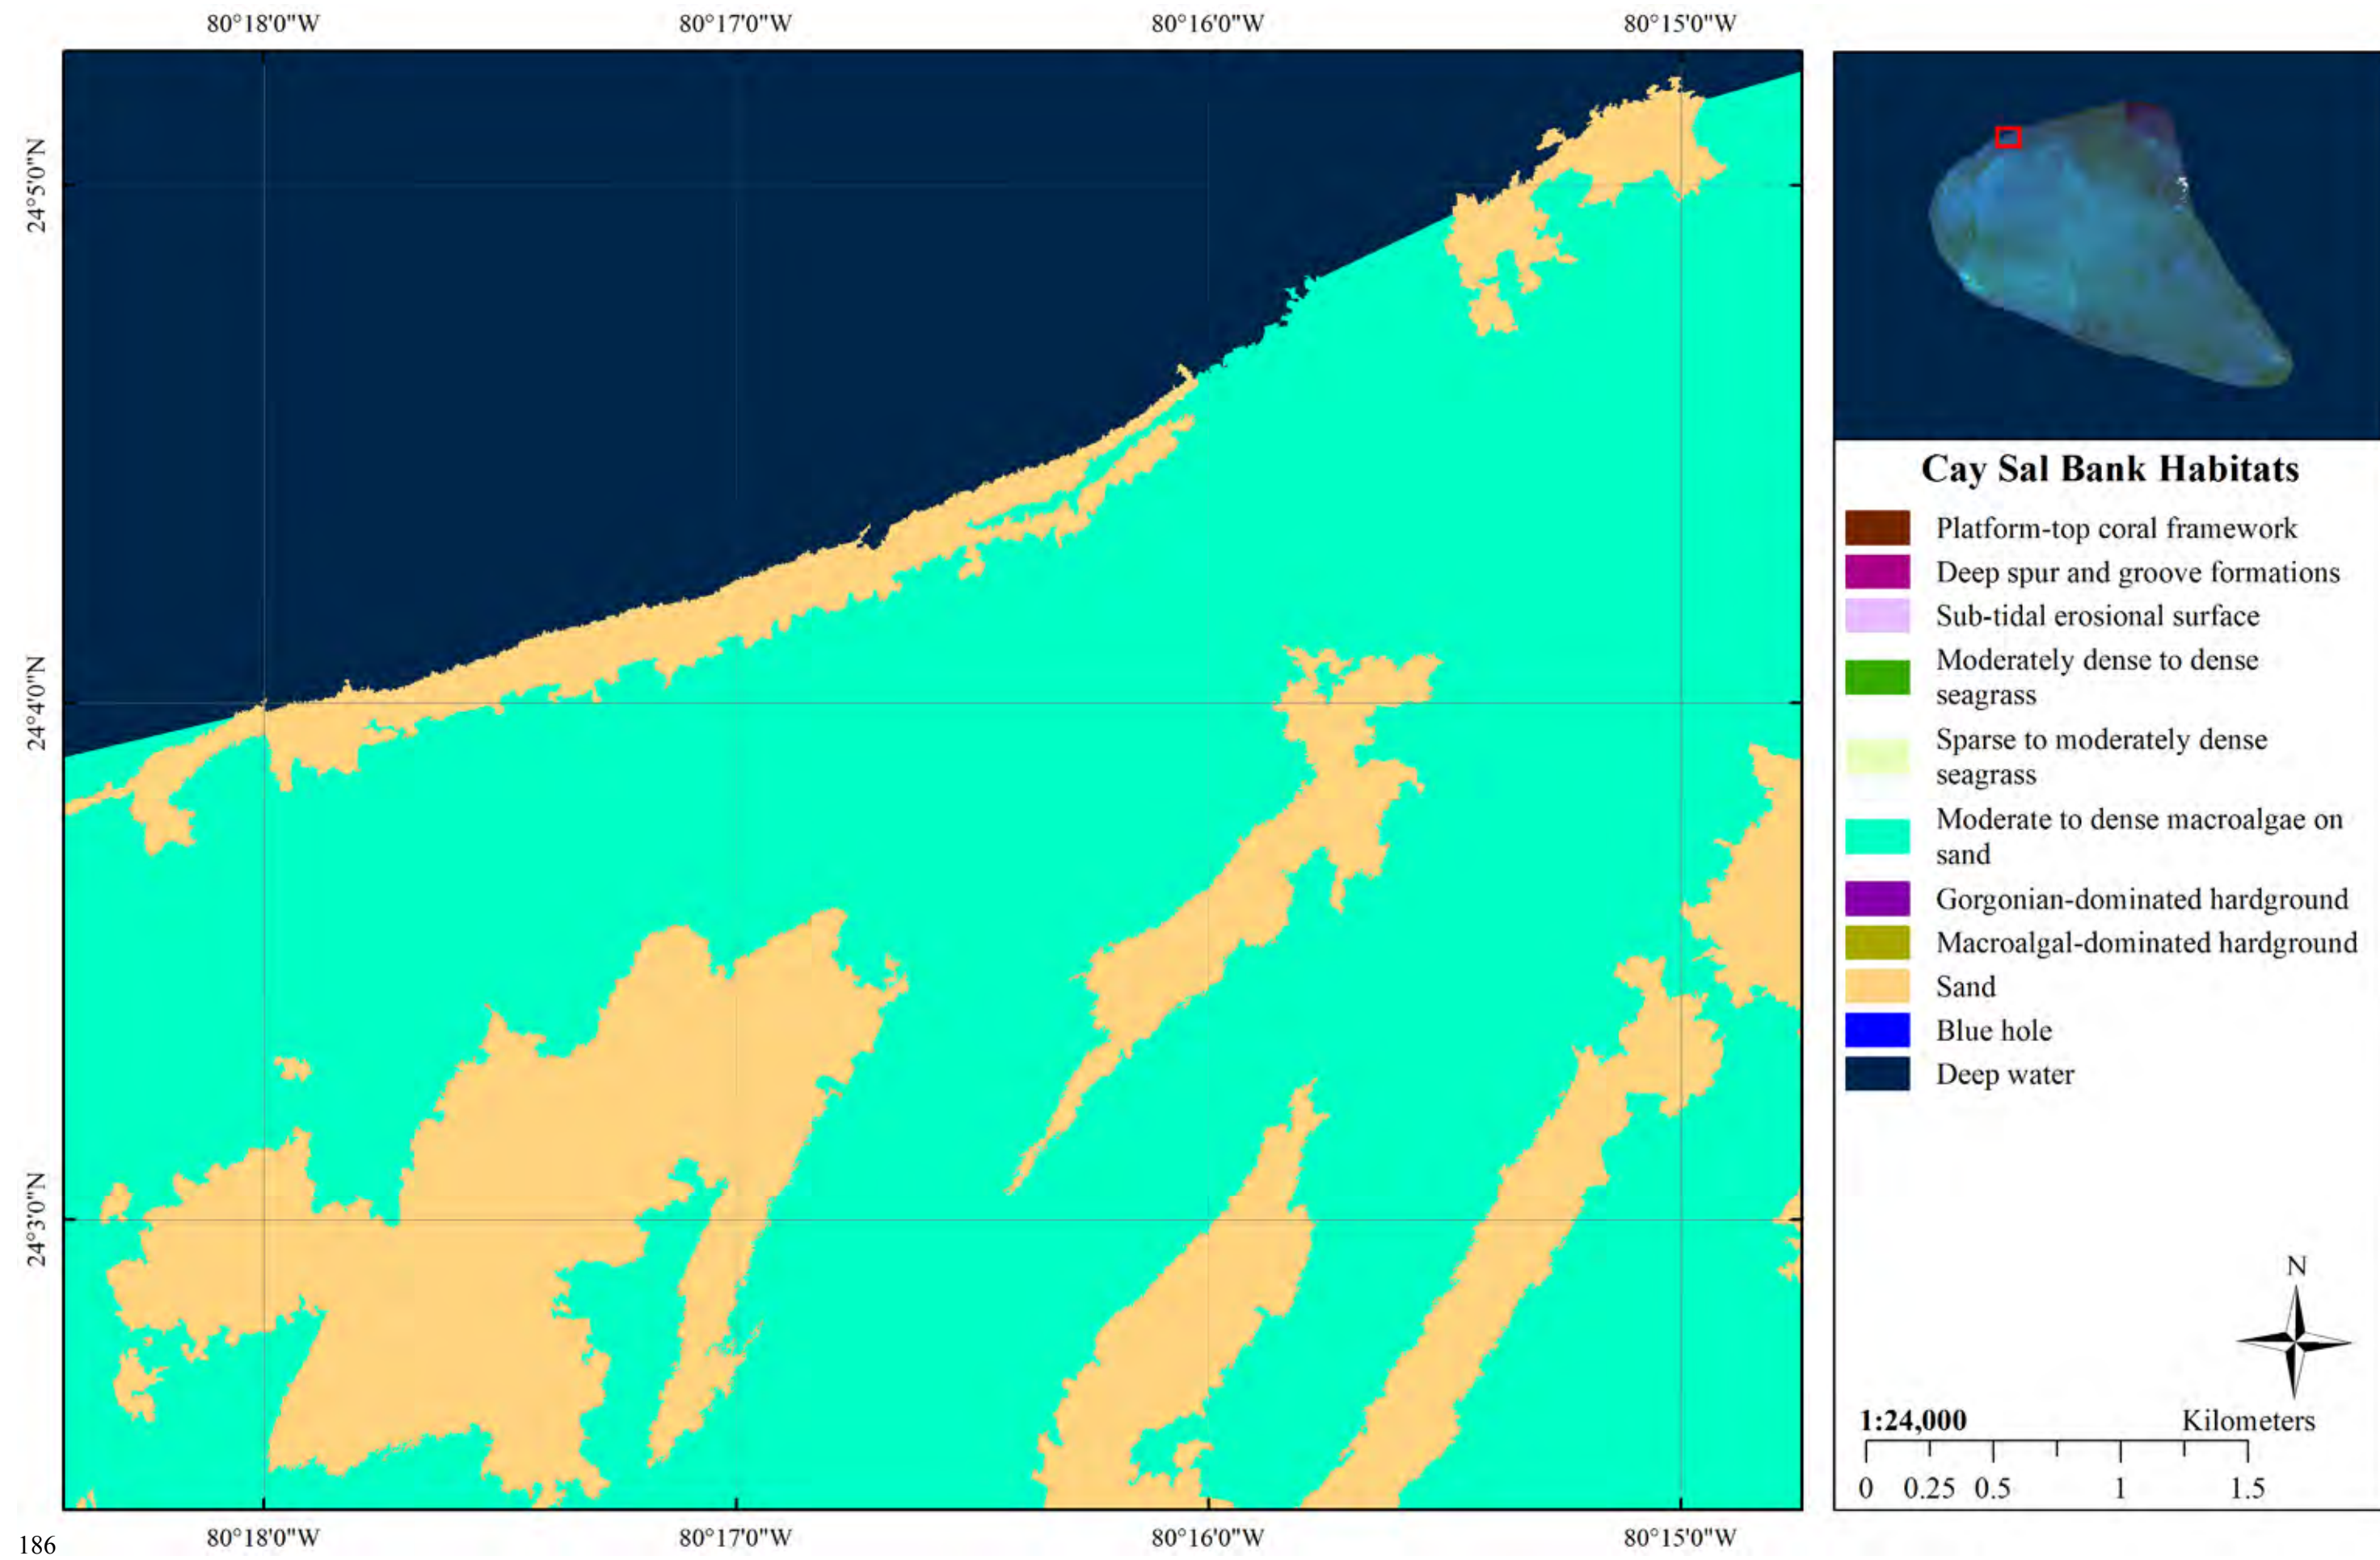 80°18'0"W 80°17'0"W 80°16'0"W 80°15'0"W
24°5'0"N
24°4'0"N
24°3'0"N
80°18'0"W 80°17'0"W 80°16'0"W 80°15'0"W
Cay Sal Bank Habitats
Platform-top coral framework
Deep spur and groove formations
Sub-tidal erosional surface
Moderately dense to dense
seagrass
Sparse to moderately dense
seagrass
Moderate to dense macroalgae on
sand
Gorgonian-dominated hardground
Macroalgal-dominated hardground
Sand
Blue hole
Deep water
N
1:24,000 Kilometers
0 0.25 0.5 1 1.5
186